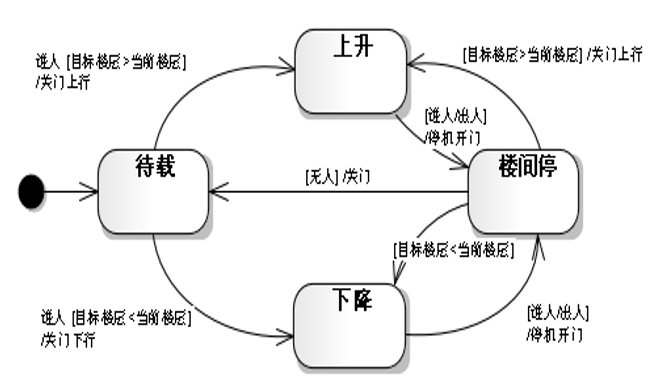 上升
进人 [目标楼层>当前楼层]
/关门上行
[目标楼层>当前楼层] /关门上行
[进人/出人]
/停机开门
待载
楼间停
[无人] /关门
[目标楼层<当前楼层]
下降
进人 [目标楼层<当前楼层]
/关门下行
[进人/出人]
/停机开门